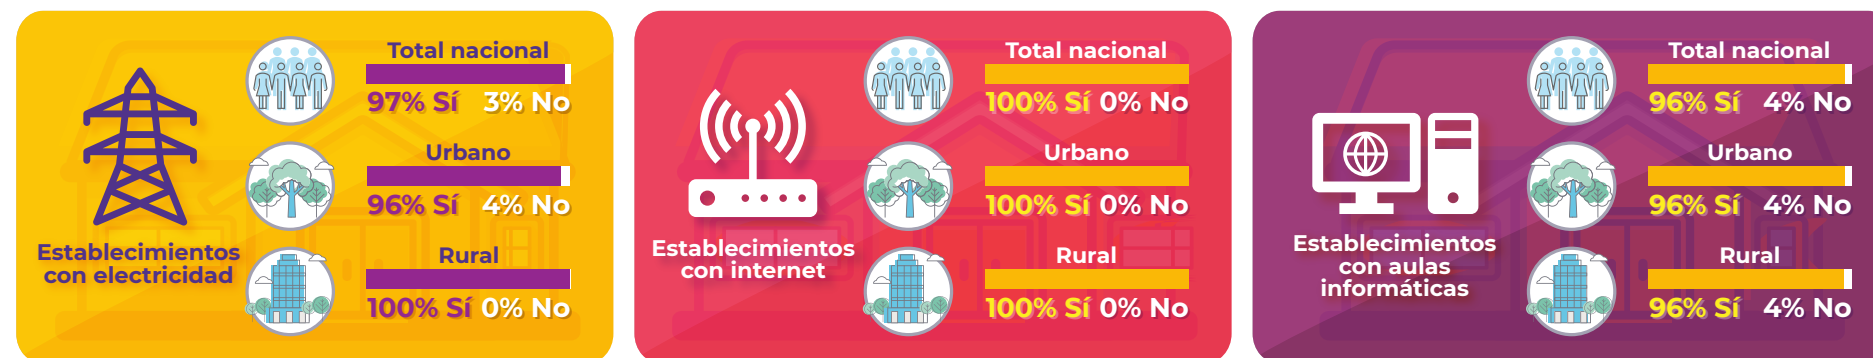 Total nacional
97% Sí 3% No
Urbano
96% Sí 4% No
Rural
100% Sí 0% No
Establecimientos
con electricidad
Total nacional
100% Sí 0% No
Urbano
100% Sí 0% No
Rural
100% Sí 0% No
Establecimientos
con internet
Total nacional
96% Sí 4% No
Urbano
96% Sí 4% No
Rural
96% Sí 4% No
Establecimientos
con aulas
informáticas